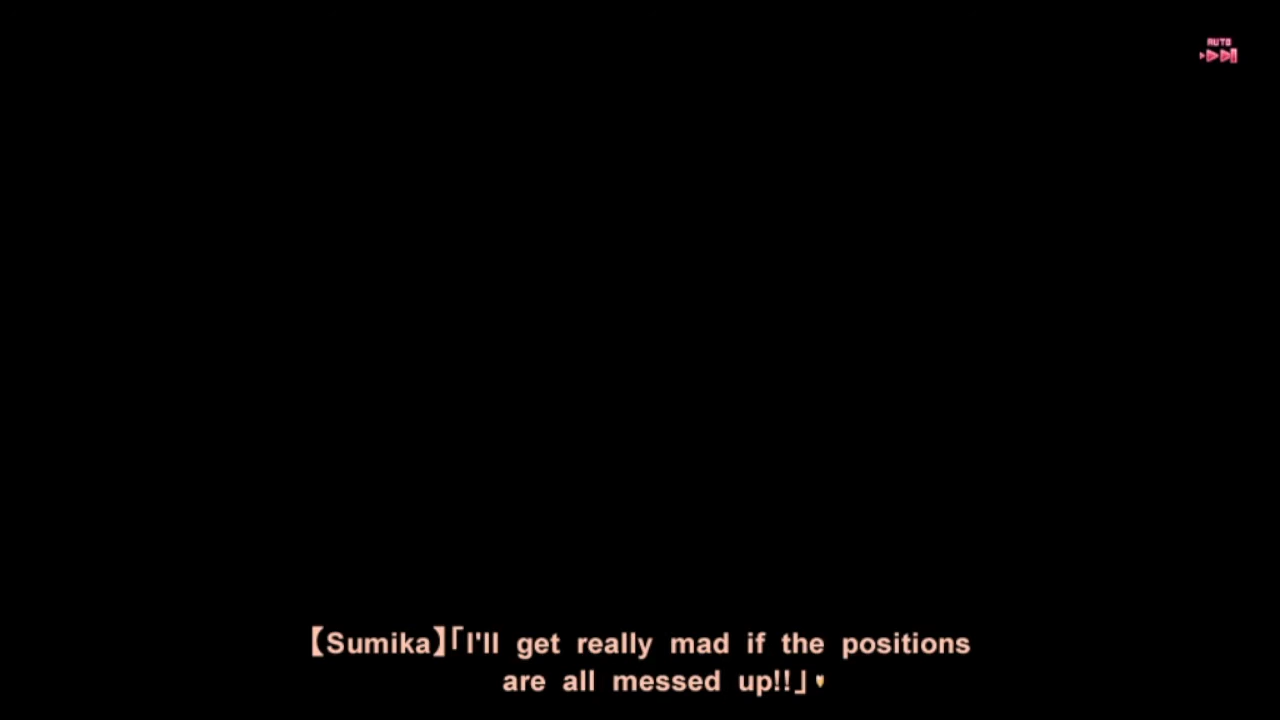 AUTO
【Sumika】「I'll get really mad if the positions
are all messed up!!」